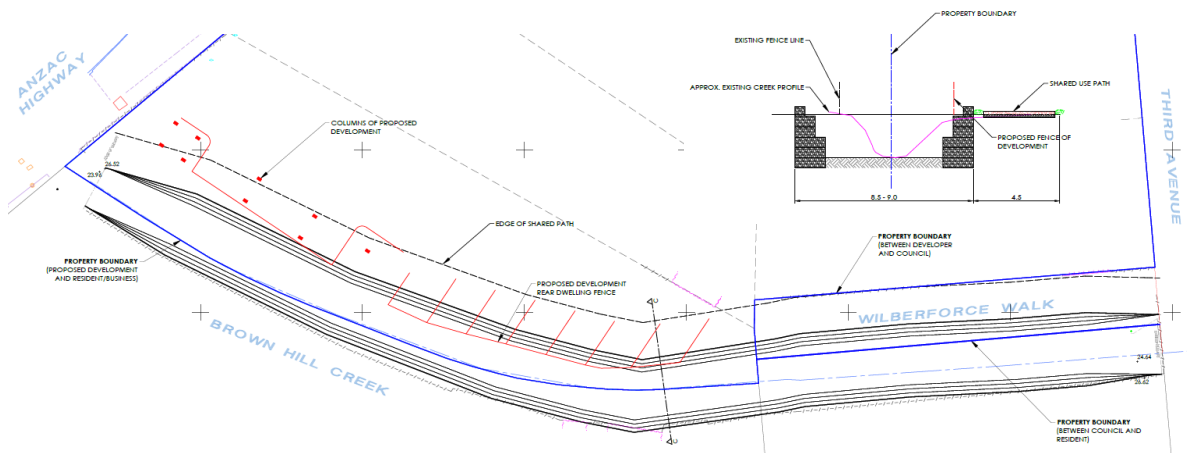 ANZAC
HIGHWAY
PROPERTY BOUNDARY
EXISTING FENCE LINE
APPROX. EXISTING CREEK PROFILE
SHARED USE PATH
PROPOSED FENCE OF
DEVELOPMENT
8.5 - 9.0
4.5
THIRD AVENUE
COLUMNS OF PROPOSED
DEVELOPMENT
26.52
23.96
EDGE OF SHARED PATH
PROPERTY BOUNDARY
(PROPOSED DEVELOPMENT
AND RESIDENT/BUSINESS)
PROPOSED DEVELOPMENT
REAR DWELLING FENCE
PROPERTY BOUNDARY
(BETWEEN DEVELOPER
AND COUNCIL)
WILBERFORCE WALK
BROWN HILL CREEK
C
C
24.64
26.62
PROPERTY BOUNDARY
(BETWEEN COUNCIL AND
RESIDENT)